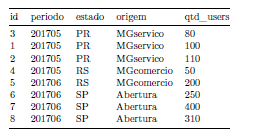 id periodo estado origem qtd_users
3 201705 PR MGservico 80
1 201705 PR MGservico 100
2 201705 PR MGservico 110
4 201705 RS MGcomercio 50
5 201706 RS MGcomercio 200
6 201706 SP Abertura 250
7 201706 SP Abertura 400
8 201706 SP Abertura 310